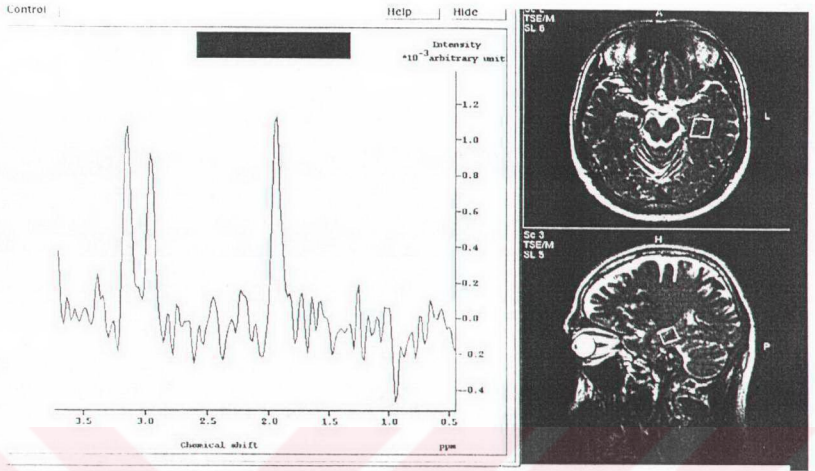 Control
Help
Hide
Intensity
*10-3 arbitrary unit
1.2
1.0
0.8
0.6
0.4
0.2
0.0
0.2
0.4
3.5 3.0 2.5 2.0 1.5 1.0 0.5
Chemical shift ppm
A
TSE/M
SL 6
L
Sc 3
TSE/M
SL 5
H
P